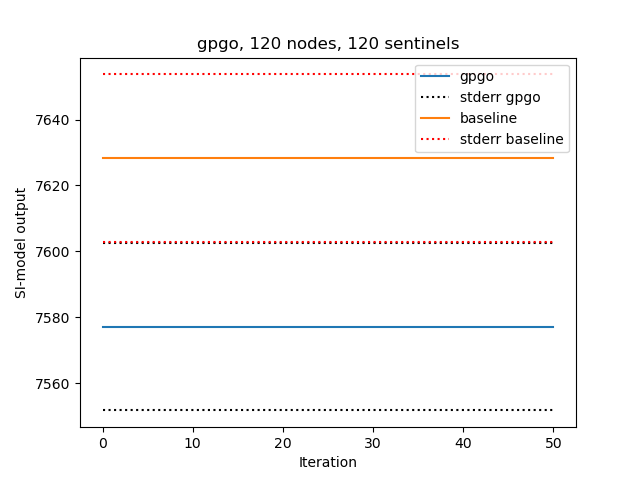 gpgo, 120 nodes, 120 sentinels
gpgo
stderr gpgo
baseline
stderr baseline
SI-model output
7640
7620
7600
7580
7560
0 10 20 30 40 50
Iteration